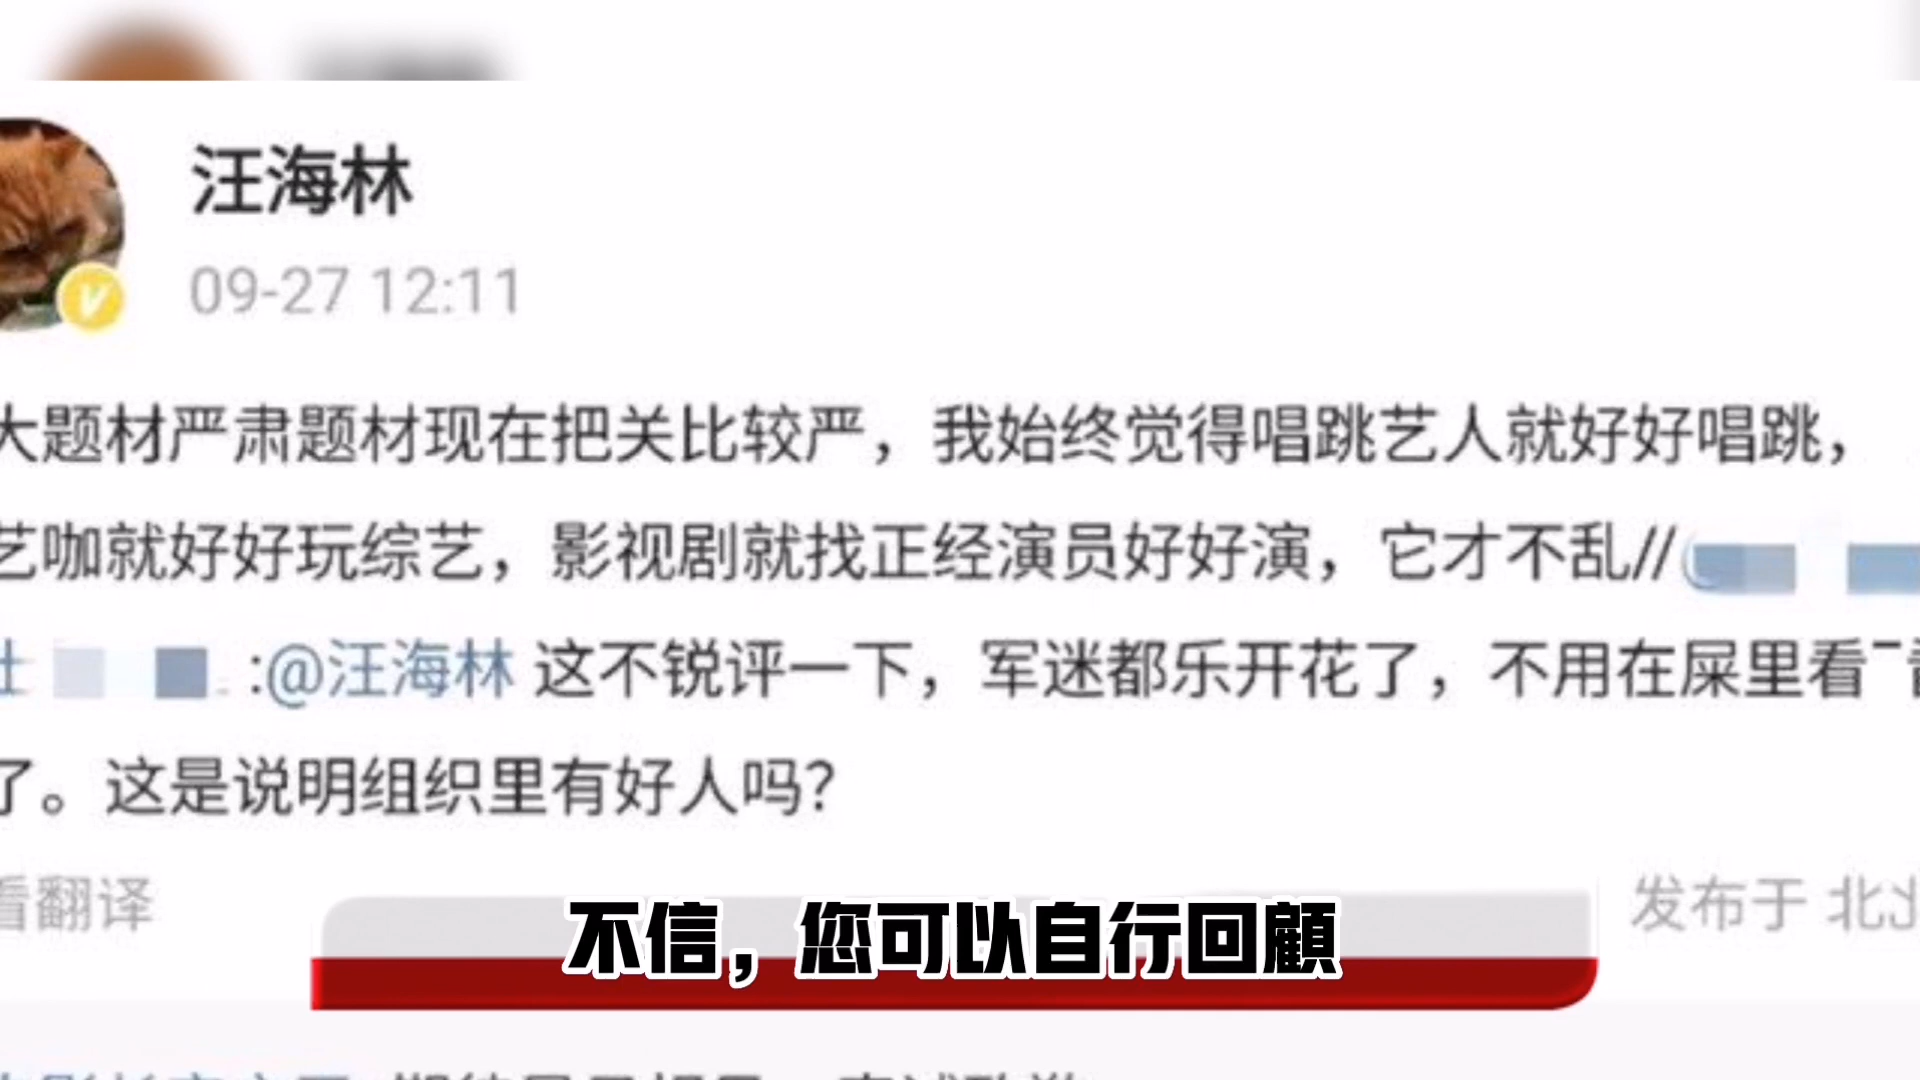 汪海林
09-27 12:11
大题材严肃题材现在把关比较严，我始终觉得唱跳艺人就好好唱跳，
艺咖就好好玩综艺，影视剧就找正经演员好好演，它才不乱//
:@汪海林 这不锐评一下，军迷都乐开花了，不用在屎里看
了。这是说明组织里有好人吗？
看翻译
发布于 北
不信，您可以自行回顧